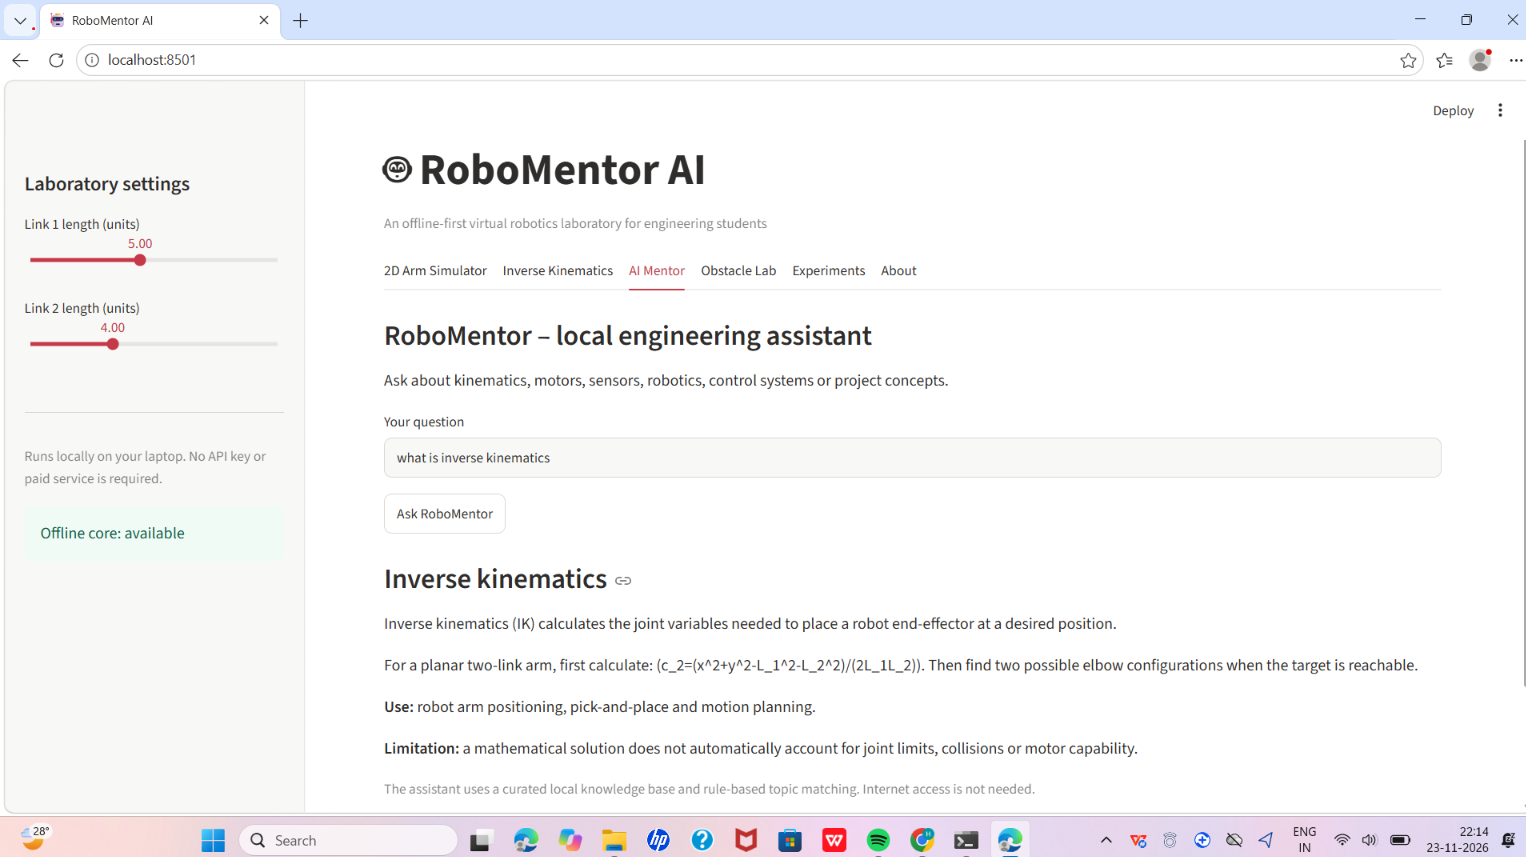 RoboMentor AI
localhost:8501
Deploy
Laboratory settings
Link 1 length (units)
5.00
Link 2 length (units)
4.00
Runs locally on your laptop. No API key or
paid service is required.
Offline core: available
RoboMentor AI
An offline-first virtual robotics laboratory for engineering students
2D Arm Simulator Inverse Kinematics AI Mentor Obstacle Lab Experiments About
RoboMentor – local engineering assistant
Ask about kinematics, motors, sensors, robotics, control systems or project concepts.
Your question
what is inverse kinematics
Ask RoboMentor
Inverse kinematics
Inverse kinematics (IK) calculates the joint variables needed to place a robot end-effector at a desired position.
For a planar two-link arm, first calculate: (c_2=(x^2+y^2-L_1^2-L_2^2)/(2L_1L_2)). Then find two possible elbow configurations when the target is reachable.
Use: robot arm positioning, pick-and-place and motion planning.
Limitation: a mathematical solution does not automatically account for joint limits, collisions or motor capability.
The assistant uses a curated local knowledge base and rule-based topic matching. Internet access is not needed.
28°
Search
hp
ENG
IN
22:14
23-11-2026